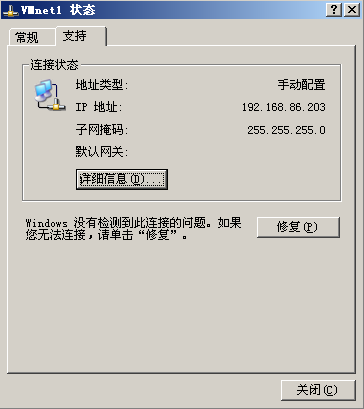 VMnet1 状态
常规
支持
连接状态
地址类型: 手动配置
IP 地址: 192.168.86.203
子网掩码: 255.255.255.0
默认网关:
详细信息(D)...
Windows 没有检测到此连接的问题。如果
您无法连接，请单击“修复”。
修复(P)
关闭(C)